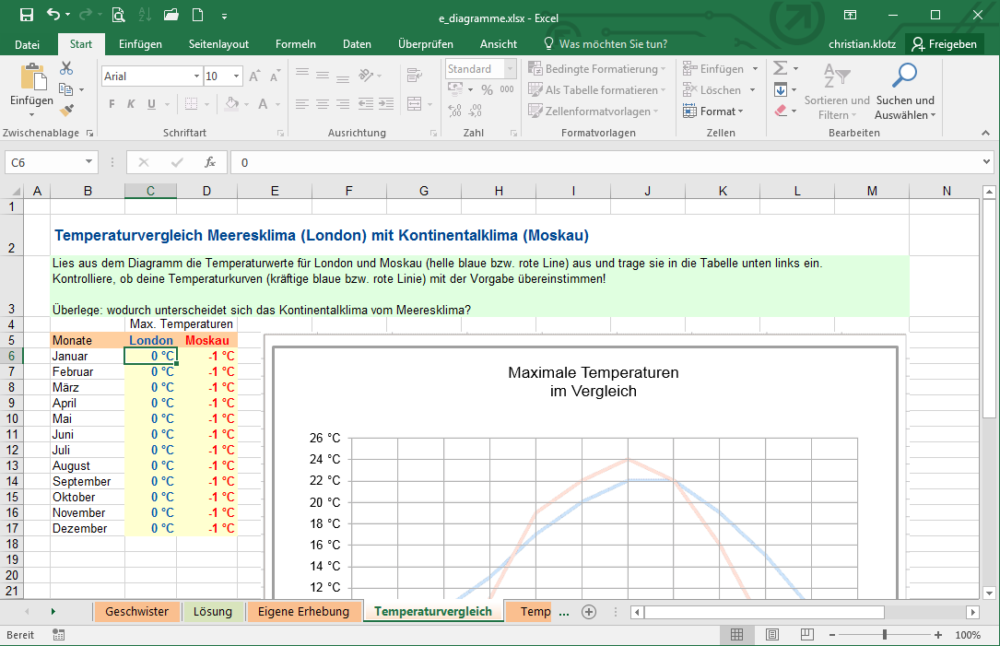 e_diagramme.xlsx - Excel
Datei Start Einfügen Seitenlayout Formeln Daten Überprüfen Ansicht Was möchten Sie tun? christian.klotz Freigeben
Einfügen
Zwischenablage
Arial 10
F K U
Schriftart
Ausrichtung
Standard
% 000
Zahl
Bedingte Formatierung
Als Tabelle formatieren
Zellenformatvorlagen
Formatvorlagen
Einfügen
Löschen
Format
Zellen
Sortieren und Filtern
Suchen und Auswählen
Bearbeiten
C6 fx 0
A B C D E F G H I J K L M N
1
2 Temperaturvergleich Meeresklima (London) mit Kontinentalklima (Moskau)
Lies aus dem Diagramm die Temperaturwerte für London und Moskau (helle blaue bzw. rote Line) aus und trage sie in die Tabelle unten links ein.
Kontrolliere, ob deine Temperaturkurven (kräftige blaue bzw. rote Linie) mit der Vorgabe übereinstimmen!
3 Überlege: wodurch unterscheidet sich das Kontinentalklima vom Meeresklima?
4 Max. Temperaturen
5 Monate London Moskau
6 Januar 0 °C -1 °C
7 Februar 0 °C -1 °C
8 März 0 °C -1 °C
9 April 0 °C -1 °C
10 Mai 0 °C -1 °C
11 Juni 0 °C -1 °C
12 Juli 0 °C -1 °C
13 August 0 °C -1 °C
14 September 0 °C -1 °C
15 Oktober 0 °C -1 °C
16 November 0 °C -1 °C
17 Dezember 0 °C -1 °C
18
19
20
21
Maximale Temperaturen
im Vergleich
26 °C
24 °C
22 °C
20 °C
18 °C
16 °C
14 °C
12 °C
Geschwister Lösung Eigene Erhebung Temperaturvergleich Temp ...
Bereit 100%